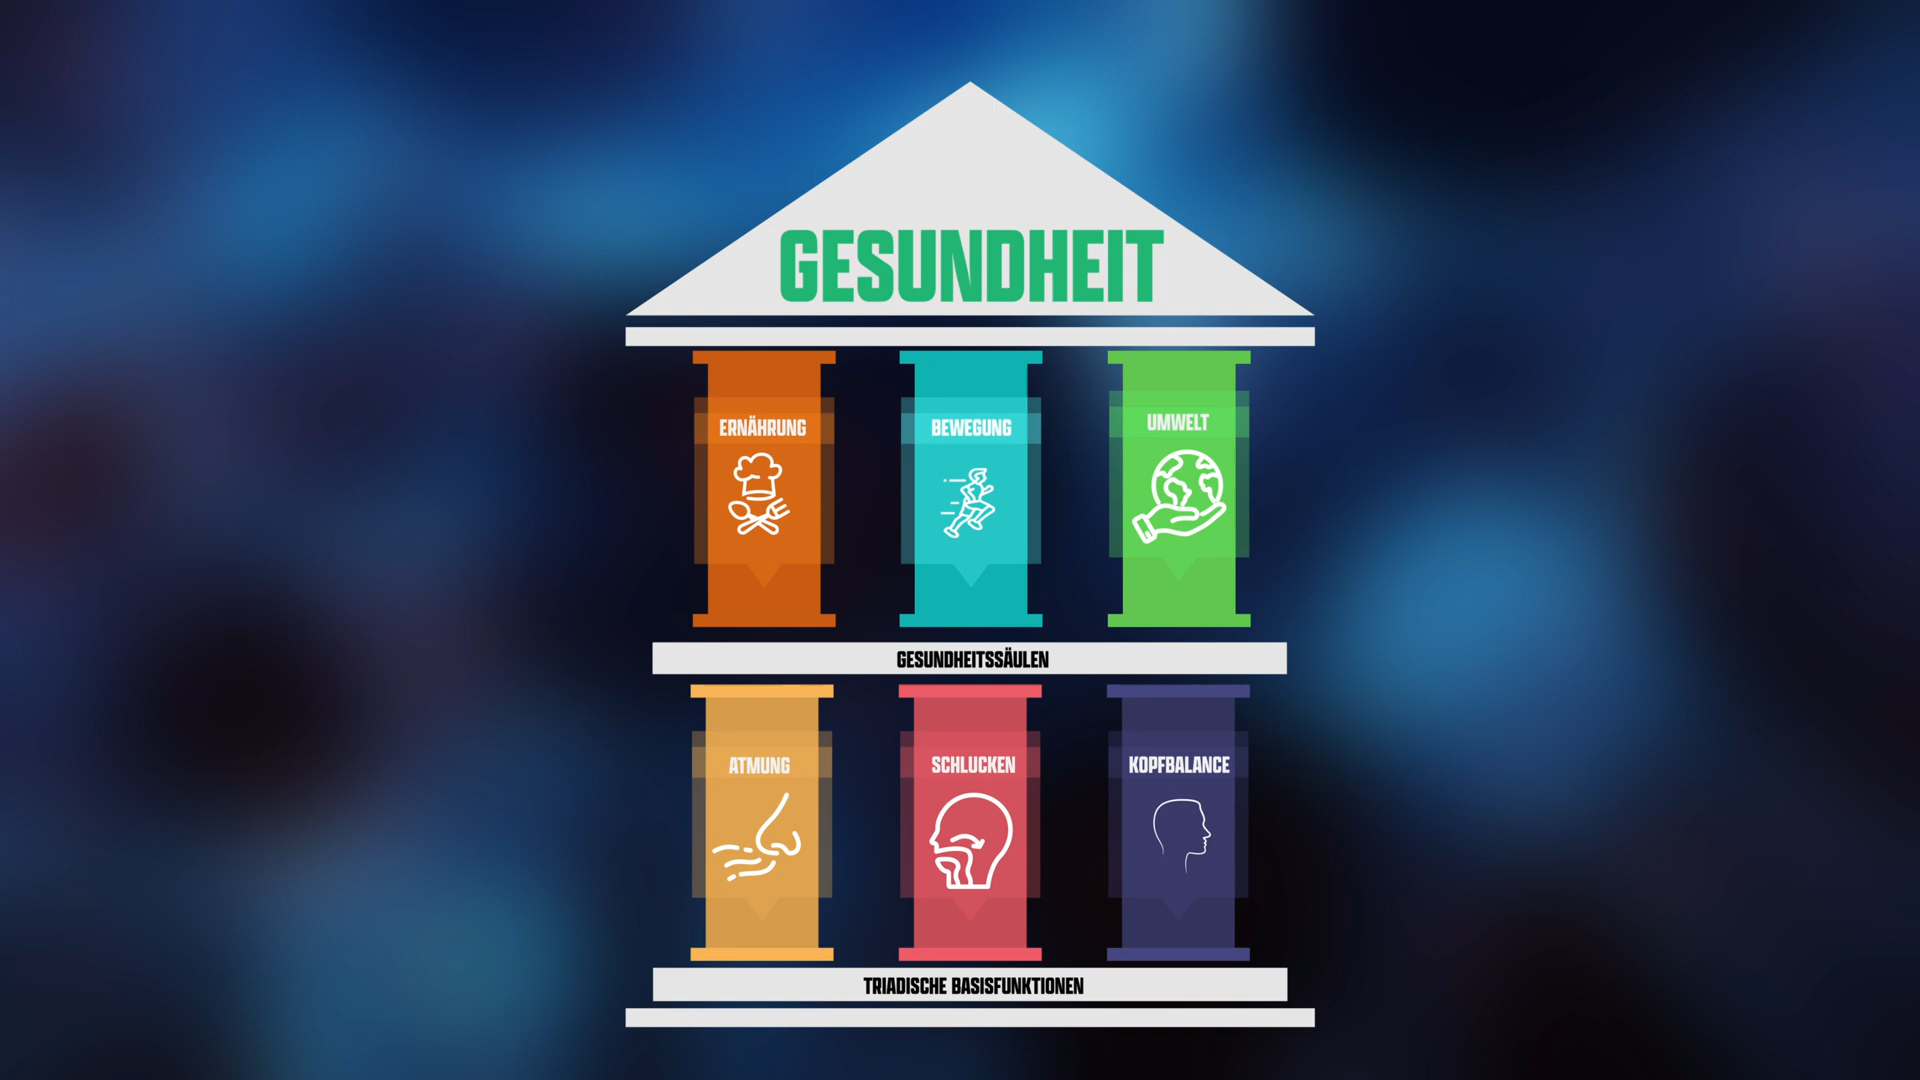 GESUNDHEIT
ERNÄHRUNG
BEWEGUNG
UMWELT
GESUNDHEITSSÄULEN
ATMUNG
SCHLUCKEN
KOPFBALANCE
TRIADISCHE BASISFUNKTIONEN